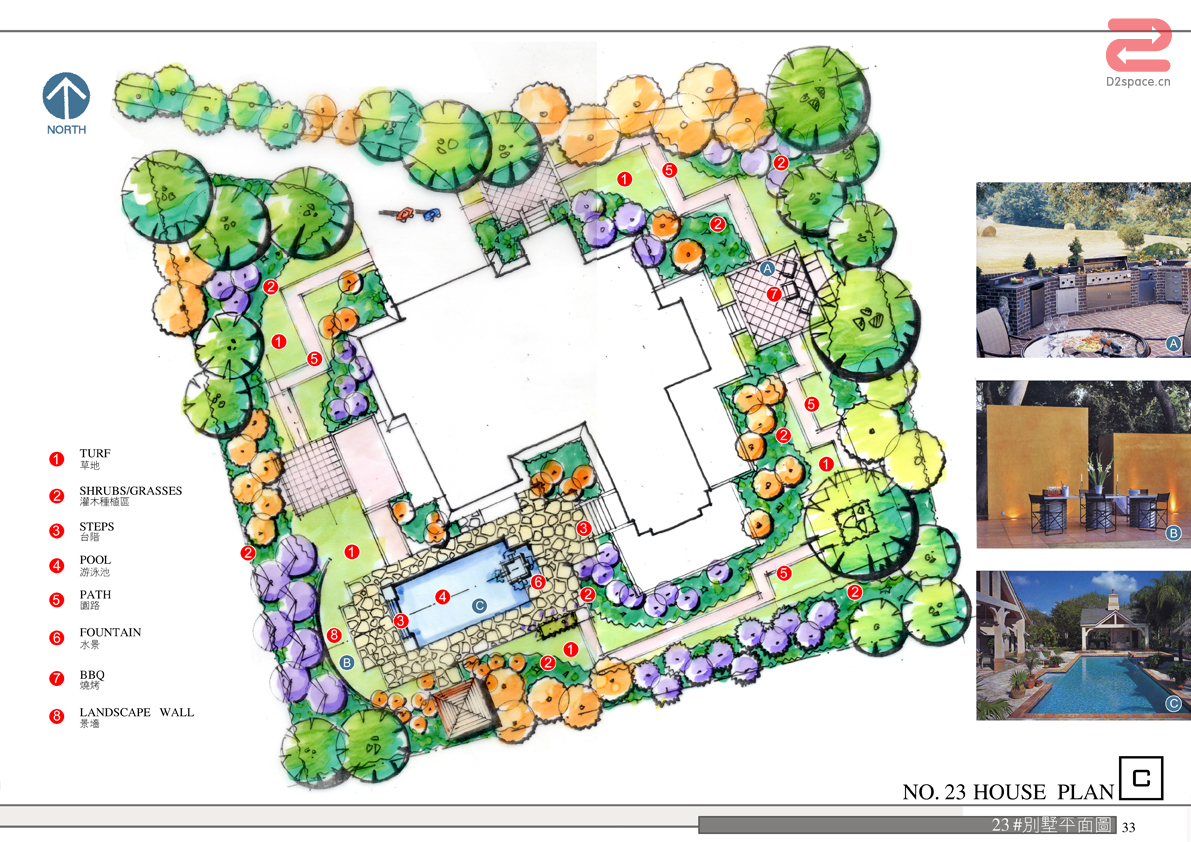 D2space.cn
NORTH
1 TURF
草地
2 SHRUBS/GRASSES
灌木種植區
3 STEPS
台階
4 POOL
游泳池
5 PATH
園路
6 FOUNTAIN
水景
7 BBQ
燒烤
8 LANDSCAPE WALL
景墻
2
1
5
2
A
7
2
1
5
5
2
1
3
2
1
4
6
C
3
2
5
2
8
B
1
2
A
B
C
NO. 23 HOUSE PLAN C
23#別墅平面圖 33